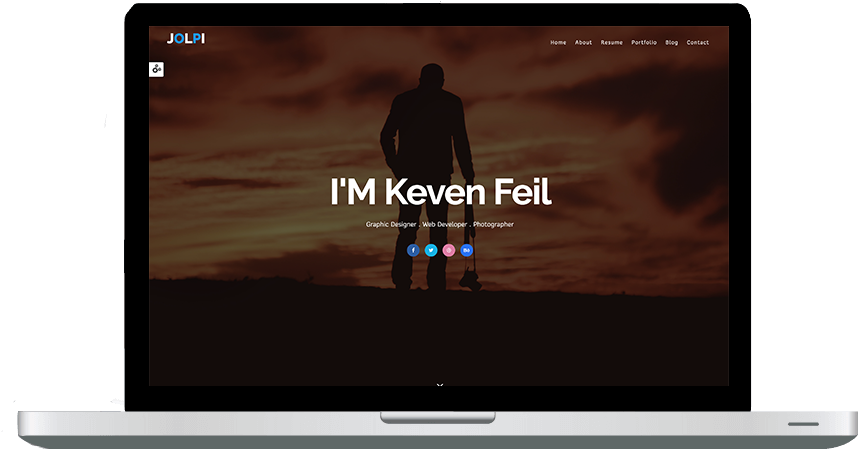 JOLPI
Home About Resume Portfolio Blog Contact
I'M Keven Feil
Graphic Designer . Web Developer . Photographer